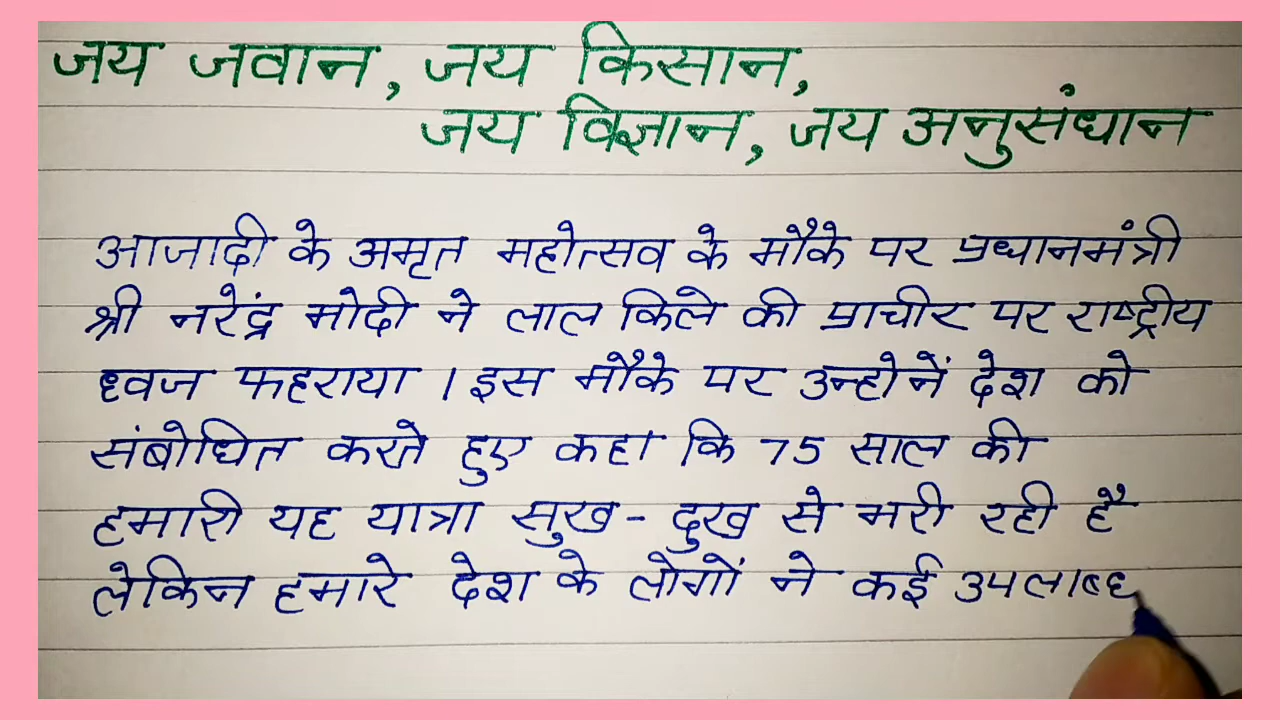 जय जवान, जय किसान,
जय विज्ञान, जय अनुसंधान
आजादी के अमृत महोत्सव के मौके पर प्रधानमंत्री
श्री नरेंद्र मोदी ने लाल किले की प्राचीर पर राष्ट्रीय
ध्वज फहराया । इस मौके पर उन्होनें देश को
संबोधित करते हुए कहा कि 75 साल की
हमारी यह यात्रा सुख - दुख से भरी रही है
लेकिन हमारे देश के लोगों ने कई